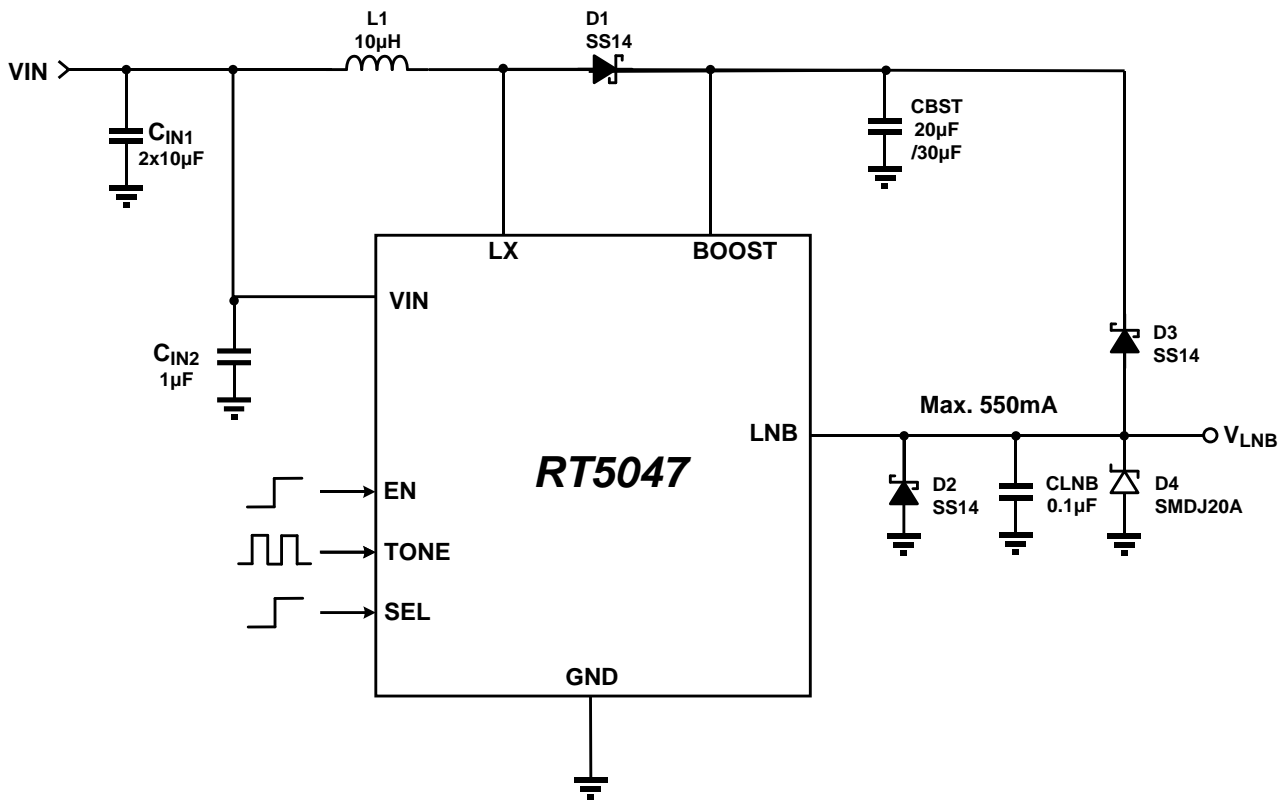 L1
10µH
D1
SS14
VIN
CIN1
2x10µF
CBST
20µF
/30µF
LX
BOOST
VIN
CIN2
1µF
D3
SS14
Max. 550mA
LNB
VLNB
RT5047
EN
D2
SS14
CLNB
0.1µF
D4
SMDJ20A
TONE
SEL
GND